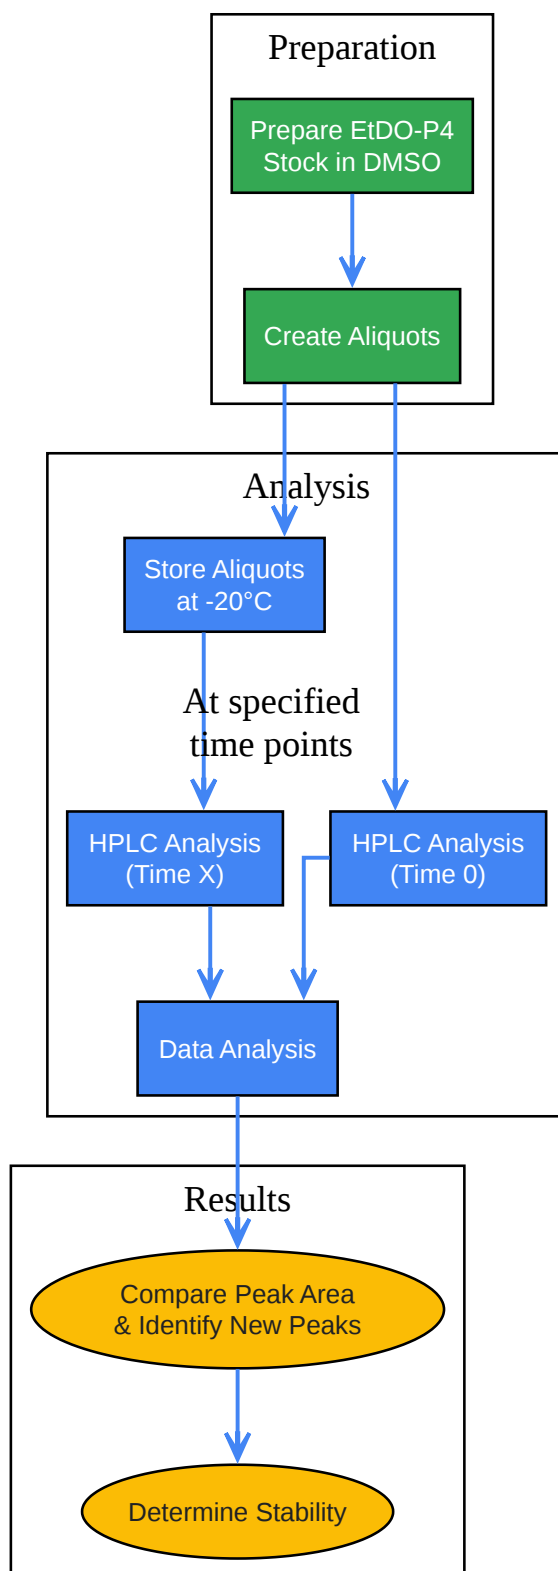 Preparation
Prepare EtDO-P4
Stock in DMSO
Create Aliquots
Analysis
Store Aliquots
at -20°C
At specified
time points
HPLC Analysis
(Time X)
HPLC Analysis
(Time 0)
Data Analysis
Results
Compare Peak Area
& Identify New Peaks
Determine Stability